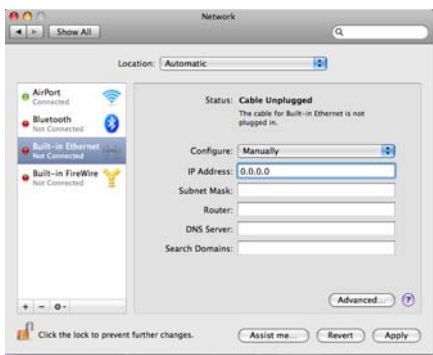 Network
Show All
Location: Automatic
AirPort
Connected
Bluetooth
Not Connected
Built-in Ethernet
Not Connected
Built-in FireWire
Not Connected
Status: Cable Unplugged
The cable for Built-in Ethernet is not
plugged in.
Configure: Manually
IP Address: 0.0.0.0
Subnet Mask:
Router:
DNS Server:
Search Domains:
Advanced... ?
Click the lock to prevent further changes.
Assist me... Revert Apply